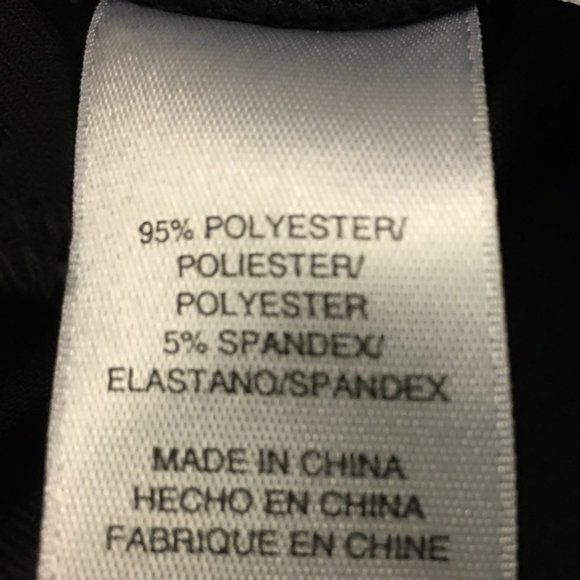 95% POLYESTER/
POLIESTER/
POLYESTER
5% SPANDEX/
ELASTANO/SPANDEX
MADE IN CHINA
HECHO EN CHINA
FABRIQUE EN CHINE